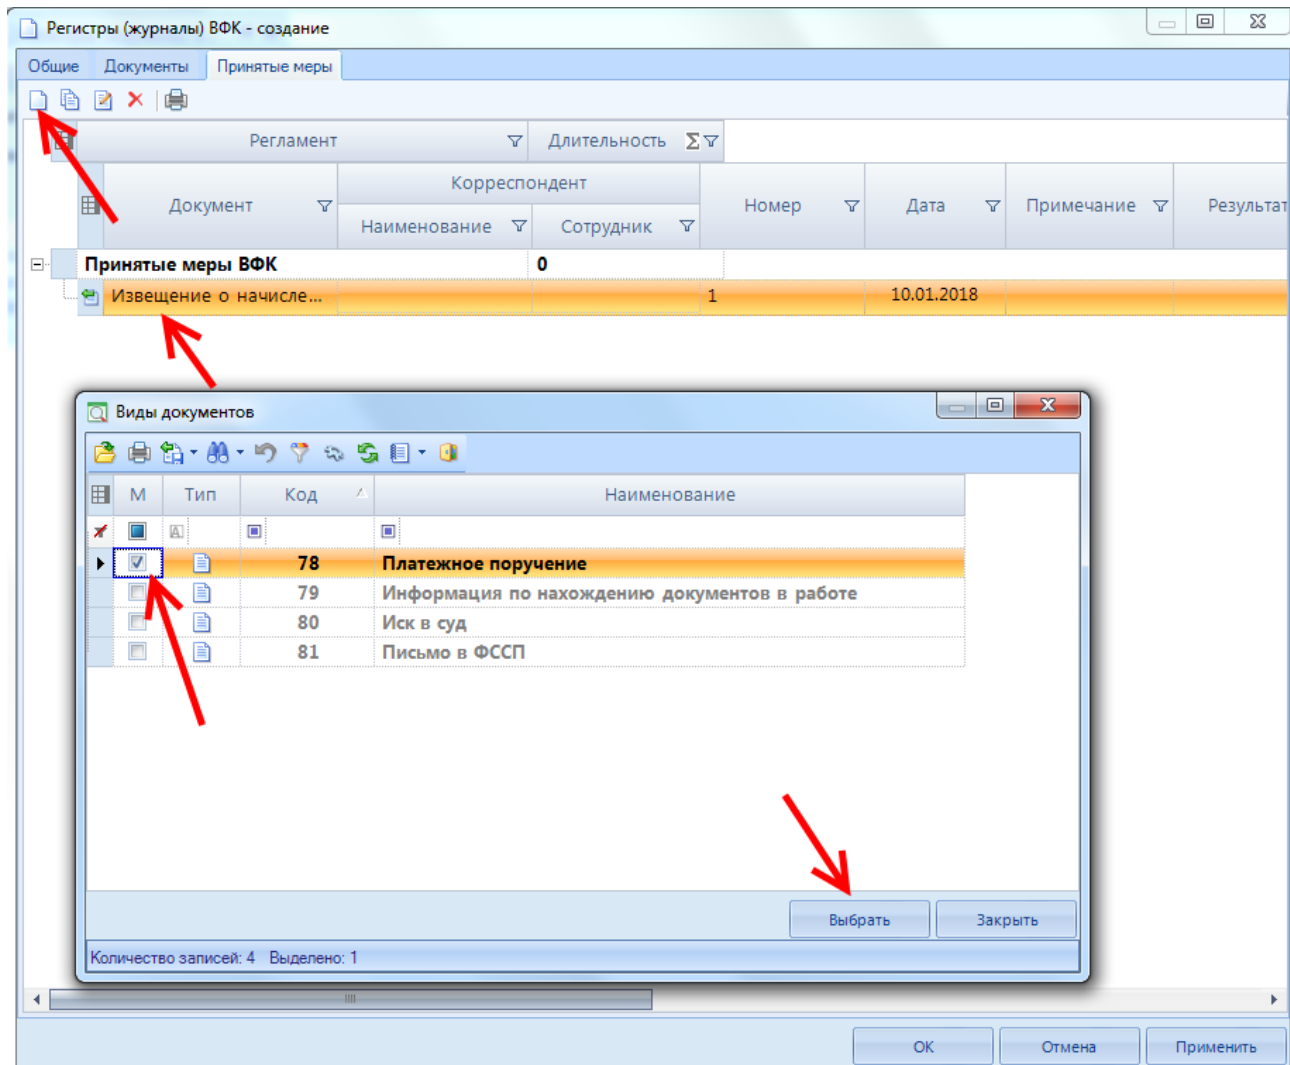 Регистры (журналы) ВФК - создание
Общие Документы Принятые меры
Регламент Длительность Σ
Документ Корреспондент Номер Дата Примечание Результат
Наименование Сотрудник
Принятые меры ВФК 0
Извещение о начисле... 1 10.01.2018
Виды документов
М Тип Код Наименование
78 Платежное поручение
79 Информация по нахождению документов в работе
80 Иск в суд
81 Письмо в ФССП
Выбрать Закрыть
Количество записей: 4 Выделено: 1
ОК Отмена Применить